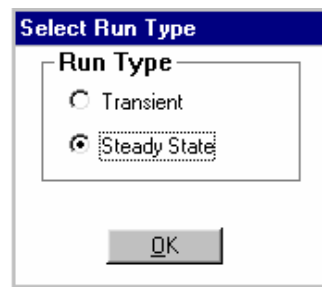 Select Run Type
Run Type
Transient
Steady State
OK